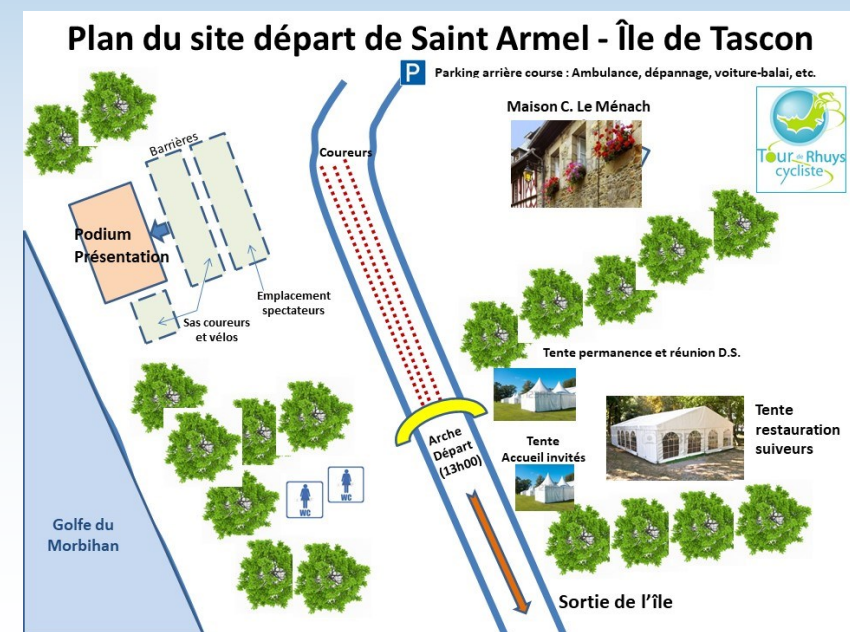 Plan du site départ de Saint Armel - Île de Tascon
P
Parking arrière course : Ambulance, dépannage, voiture-balai, etc.
Maison C. Le Ménach
Tour de Rhuys
cycliste
Barrières
Coureurs
Podium
Présentation
Emplacement
spectateurs
Sas coureurs
et vélos
Tente permanence et réunion D.S.
Tente
restauration
suiveurs
Arche
Départ
(13h00)
Tente
Accueil invités
WC
WC
Golfe du
Morbihan
Sortie de l'île